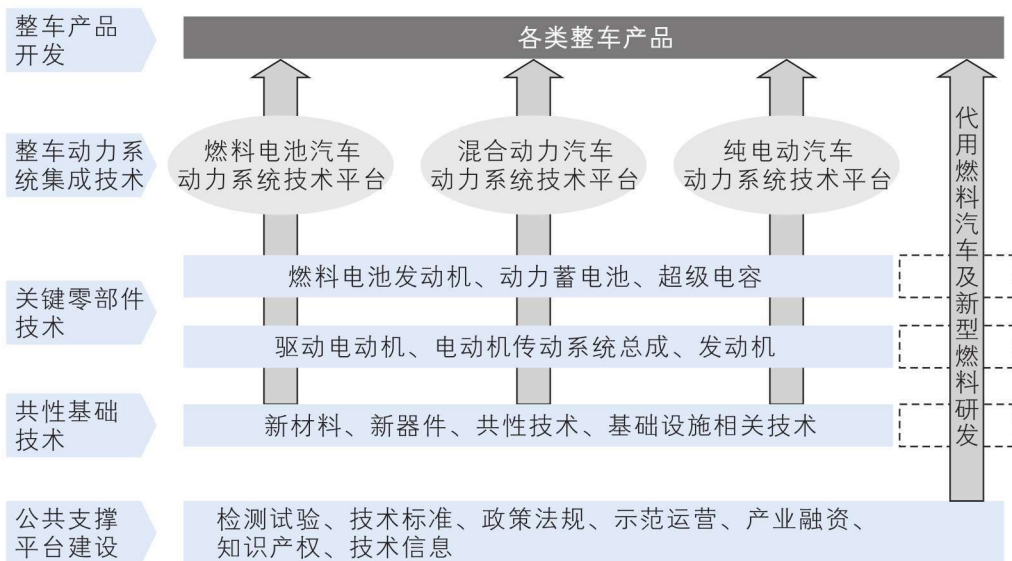 整车产品
开发
各类整车产品
整车动力系
统集成技术
燃料电池汽车
动力系统技术平台
混合动力汽车
动力系统技术平台
纯电动汽车
动力系统技术平台
代用燃料汽车及新型燃料研发
关键零部件
技术
燃料电池发动机、动力蓄电池、超级电容
驱动电动机、电动机传动系统总成、发动机
共性基础
技术
新材料、新器件、共性技术、基础设施相关技术
公共支撑
平台建设
检测试验、技术标准、政策法规、示范运营、产业融资、
知识产权、技术信息